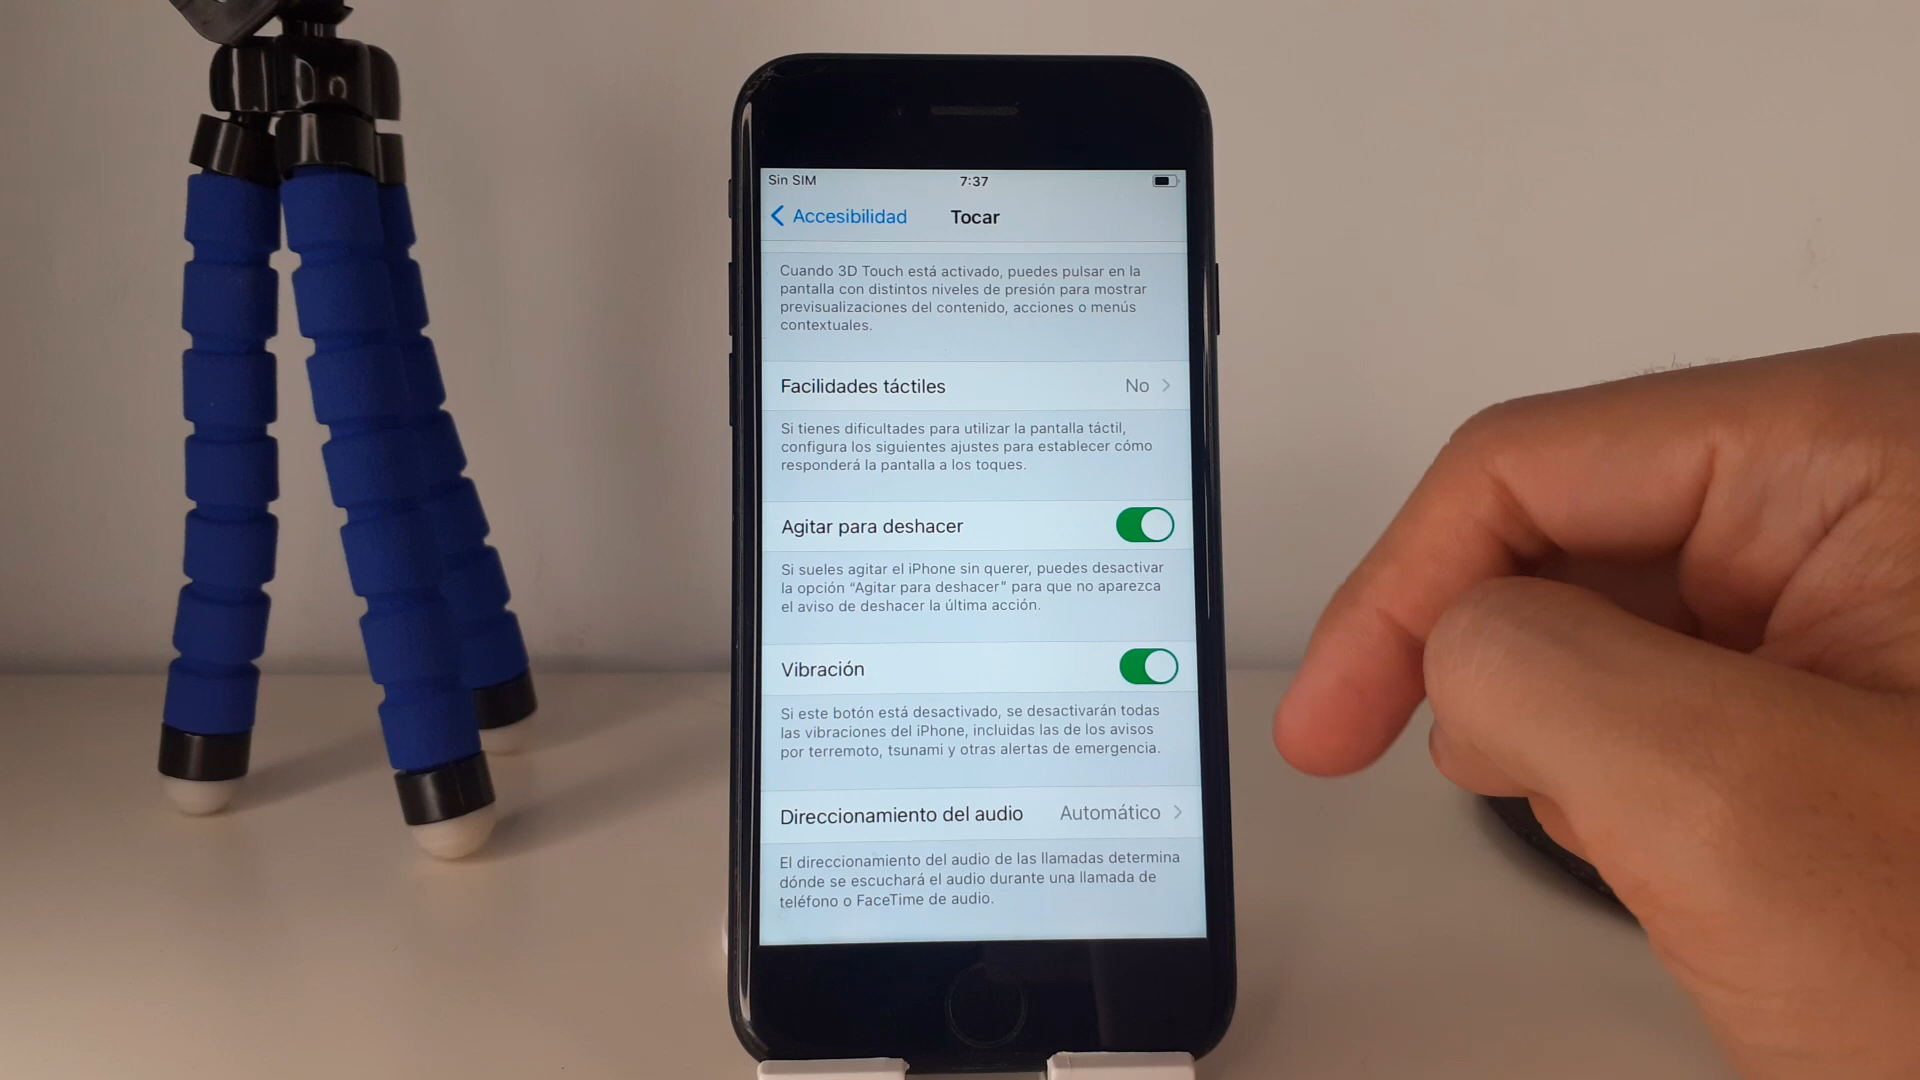 Sin SIM 7:37
Accesibilidad Tocar
Cuando 3D Touch está activado, puedes pulsar en la
pantalla con distintos niveles de presión para mostrar
previsualizaciones del contenido, acciones o menús
contextuales.
Facilidades táctiles No
Si tienes dificultades para utilizar la pantalla táctil,
configura los siguientes ajustes para establecer cómo
responderá la pantalla a los toques.
Agitar para deshacer
Si sueles agitar el iPhone sin querer, puedes desactivar
la opción “Agitar para deshacer” para que no aparezca
el aviso de deshacer la última acción.
Vibración
Si este botón está desactivado, se desactivarán todas
las vibraciones del iPhone, incluidas las de los avisos
por terremoto, tsunami y otras alertas de emergencia.
Direccionamiento del audio Automático
El direccionamiento del audio de las llamadas determina
dónde se escuchará el audio durante una llamada de
teléfono o FaceTime de audio.